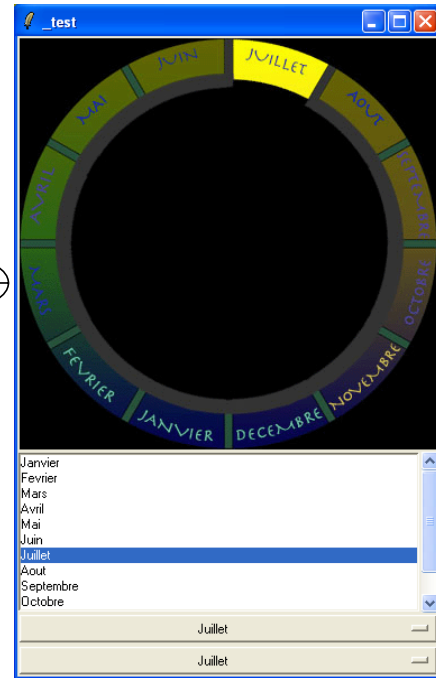 _test
JUIN
JUILLET
MAI
AOUT
AVRIL
SEPTEMBRE
MARS
OCTOBRE
FEVRIER
NOVEMBRE
JANVIER
DECEMBRE
Janvier
Fevrier
Mars
Avril
Mai
Juin
Juillet
Aout
Septembre
Octobre
Juillet
Juillet